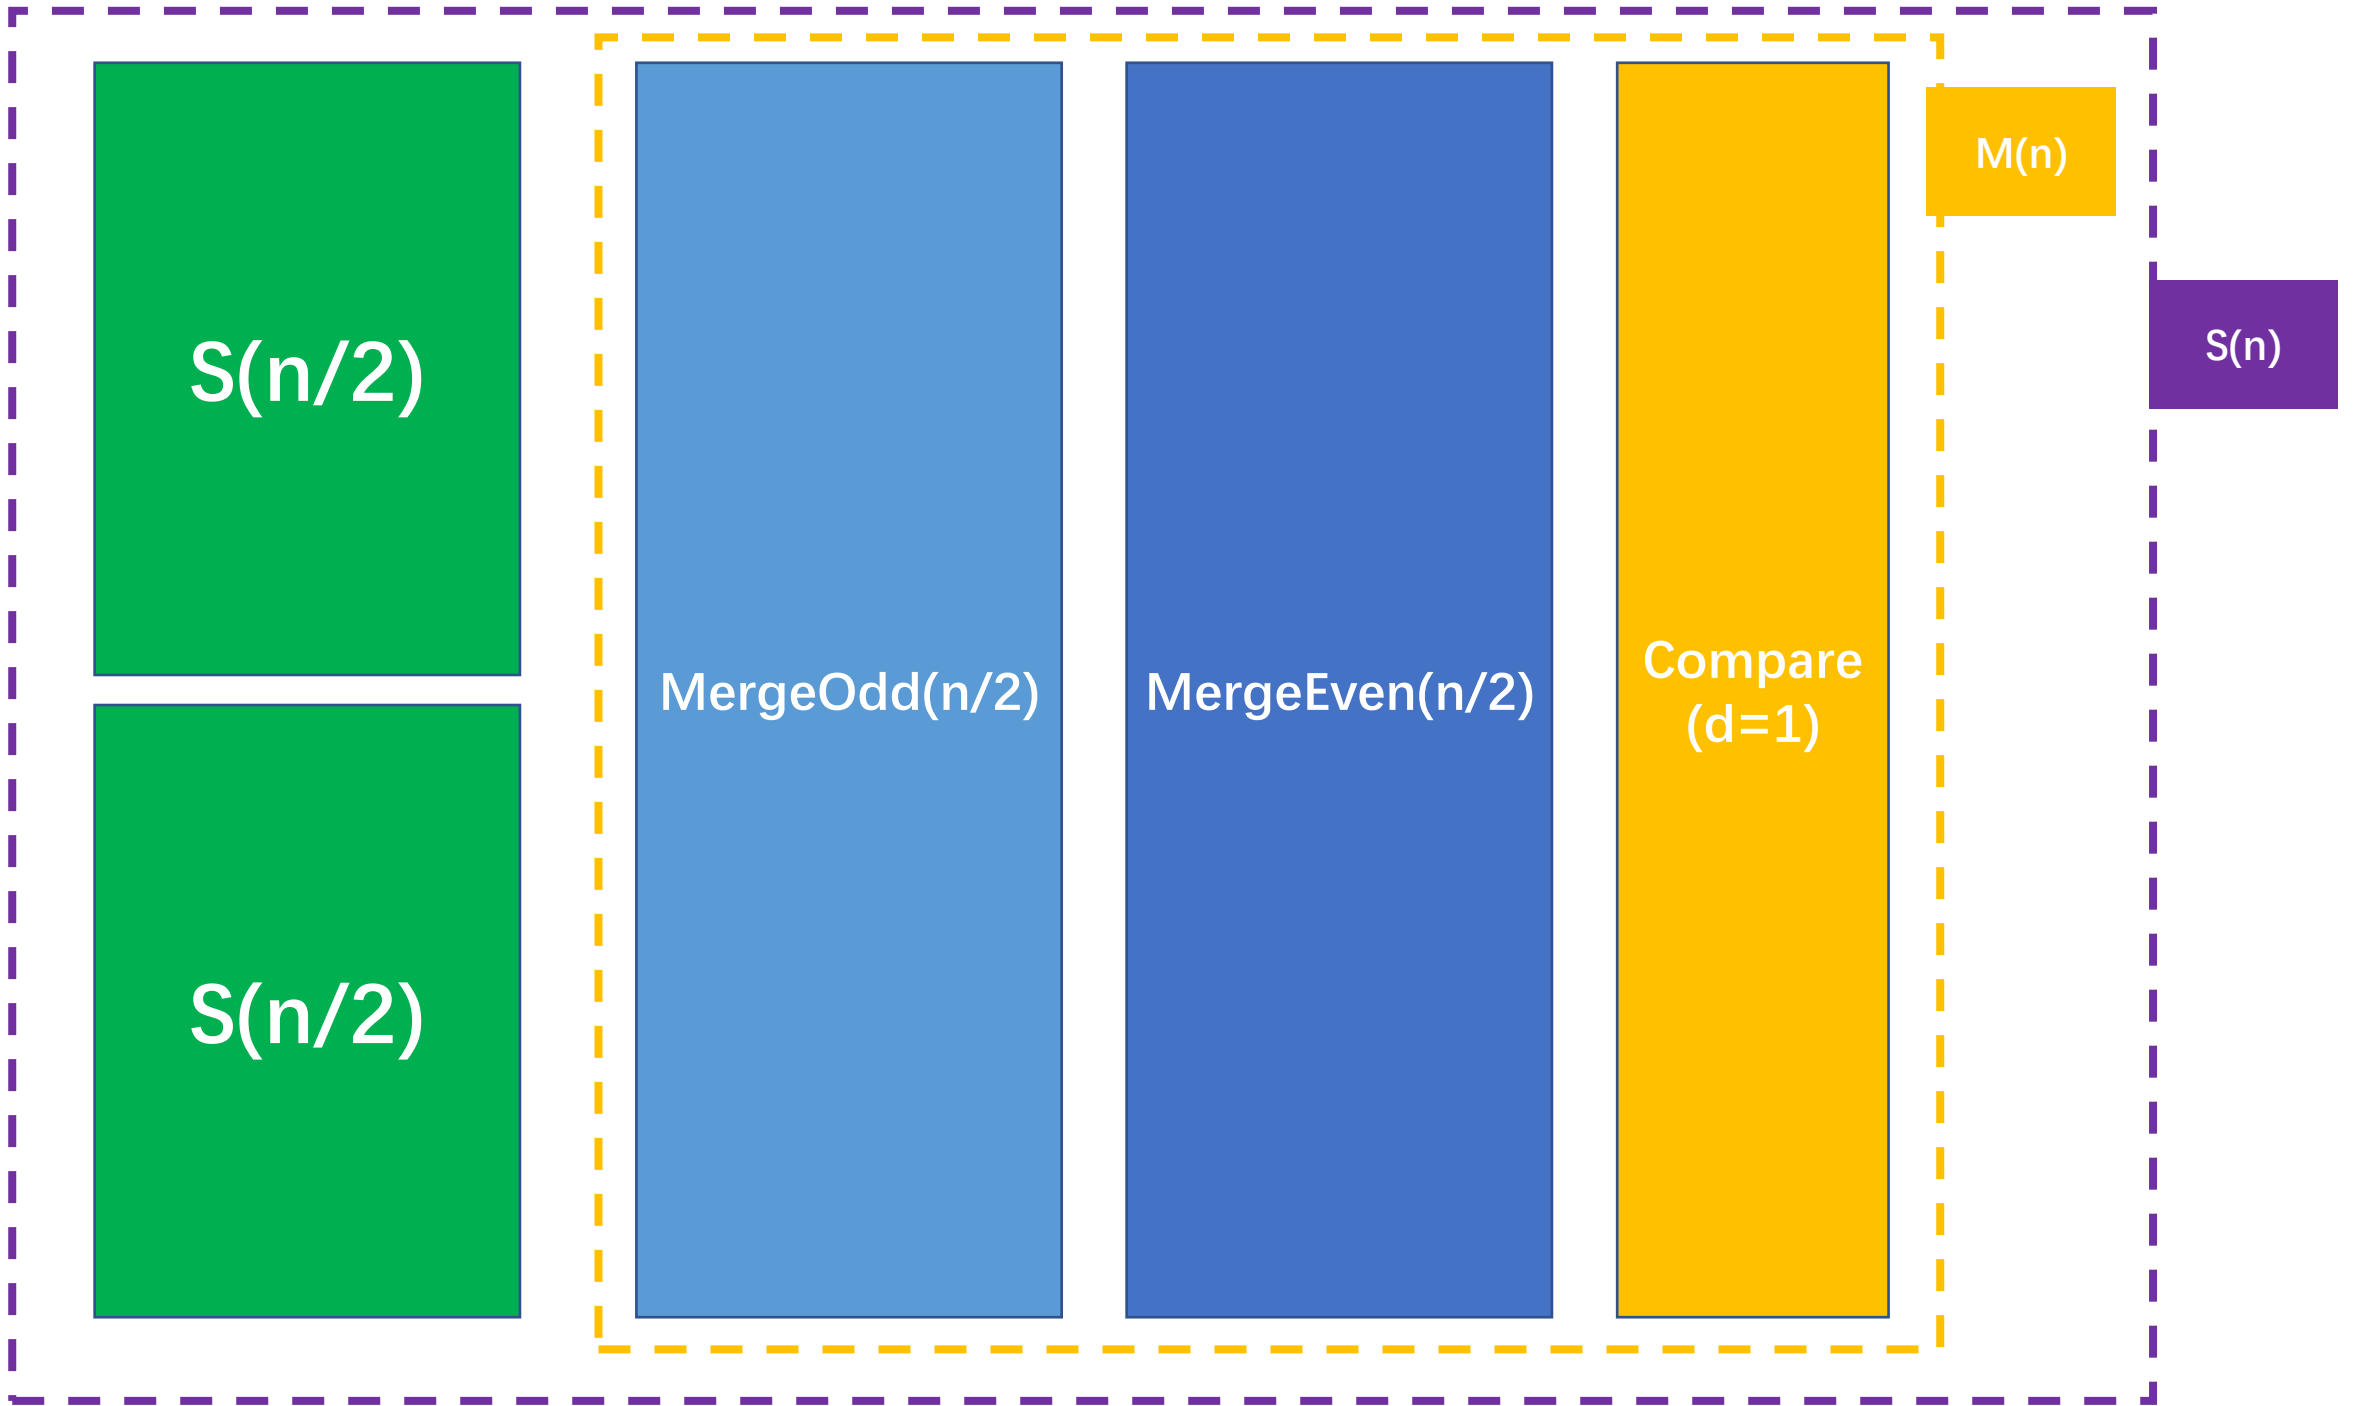 S(n/2)
S(n/2)
MergeOdd(n/2)
MergeEven(n/2)
Compare
(d=1)
M(n)
S(n)